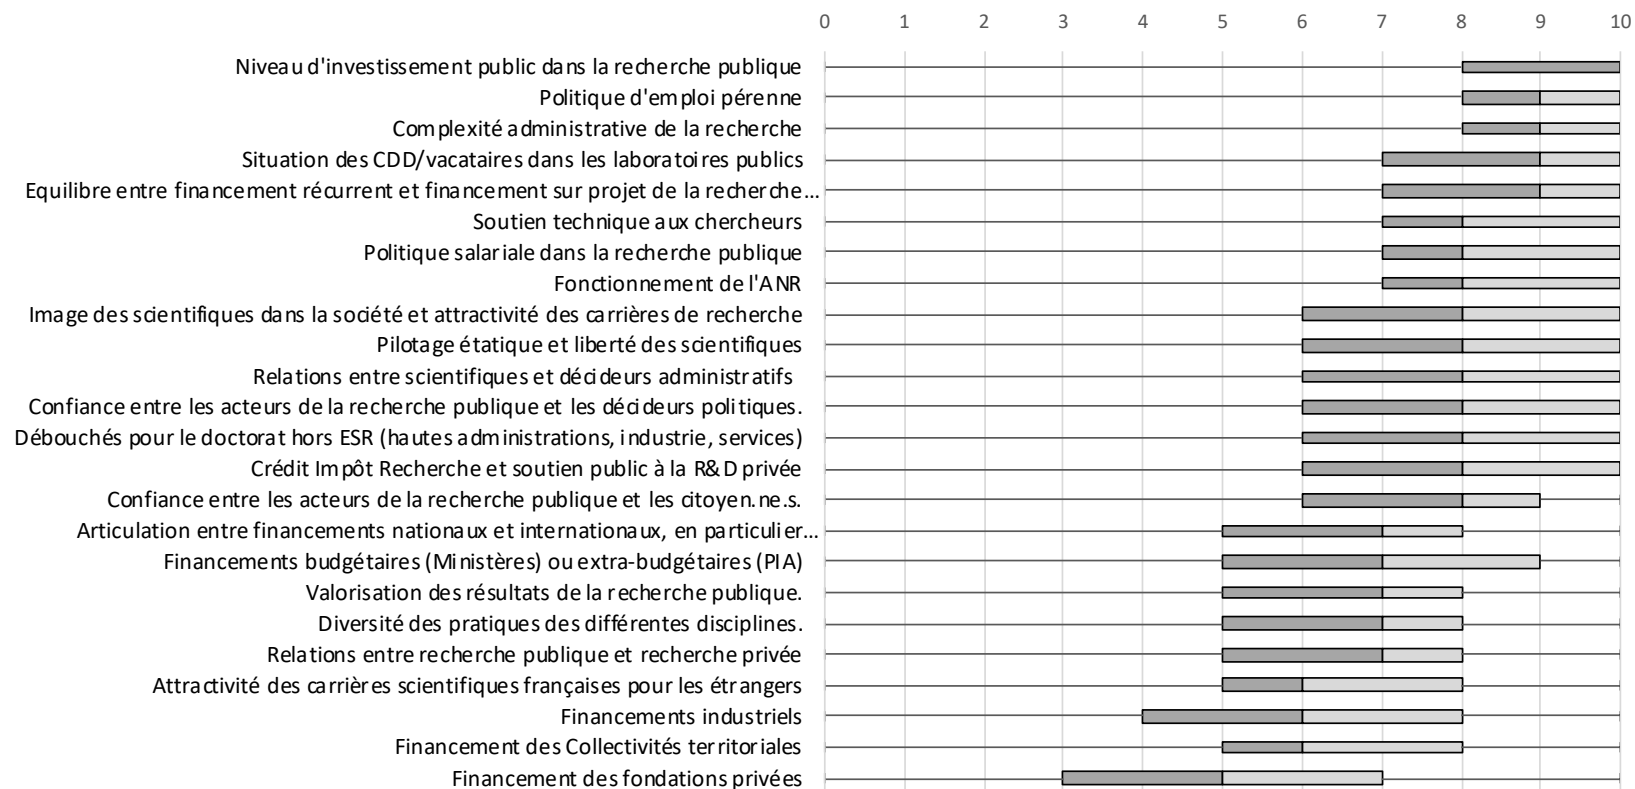 0 1 2 3 4 5 6 7 8 9 10
Niveau d'investissement public dans la recherche publique
Politique d'emploi pérenne
Complexité administrative de la recherche
Situation des CDD/vacataires dans les laboratoires publics
Equilibre entre financement récurrent et financement sur projet de la recherche...
Soutien technique aux chercheurs
Politique salariale dans la recherche publique
Fonctionnement de l'ANR
Image des scientifiques dans la société et attractivité des carrières de recherche
Pilotage étatique et liberté des scientifiques
Relations entre scientifiques et décideurs administratifs
Confiance entre les acteurs de la recherche publique et les décideurs politiques.
Débouchés pour le doctorat hors ESR (hautes administrations, industrie, services)
Crédit Impôt Recherche et soutien public à la R&D privée
Confiance entre les acteurs de la recherche publique et les citoyen.ne.s.
Articulation entre financements nationaux et internationaux, en particulier...
Financements budgétaires (Ministères) ou extra-budgétaires (PIA)
Valorisation des résultats de la recherche publique.
Diversité des pratiques des différentes disciplines.
Relations entre recherche publique et recherche privée
Attractivité des carrières scientifiques françaises pour les étrangers
Financements industriels
Financement des Collectivités territoriales
Financement des fondations privées